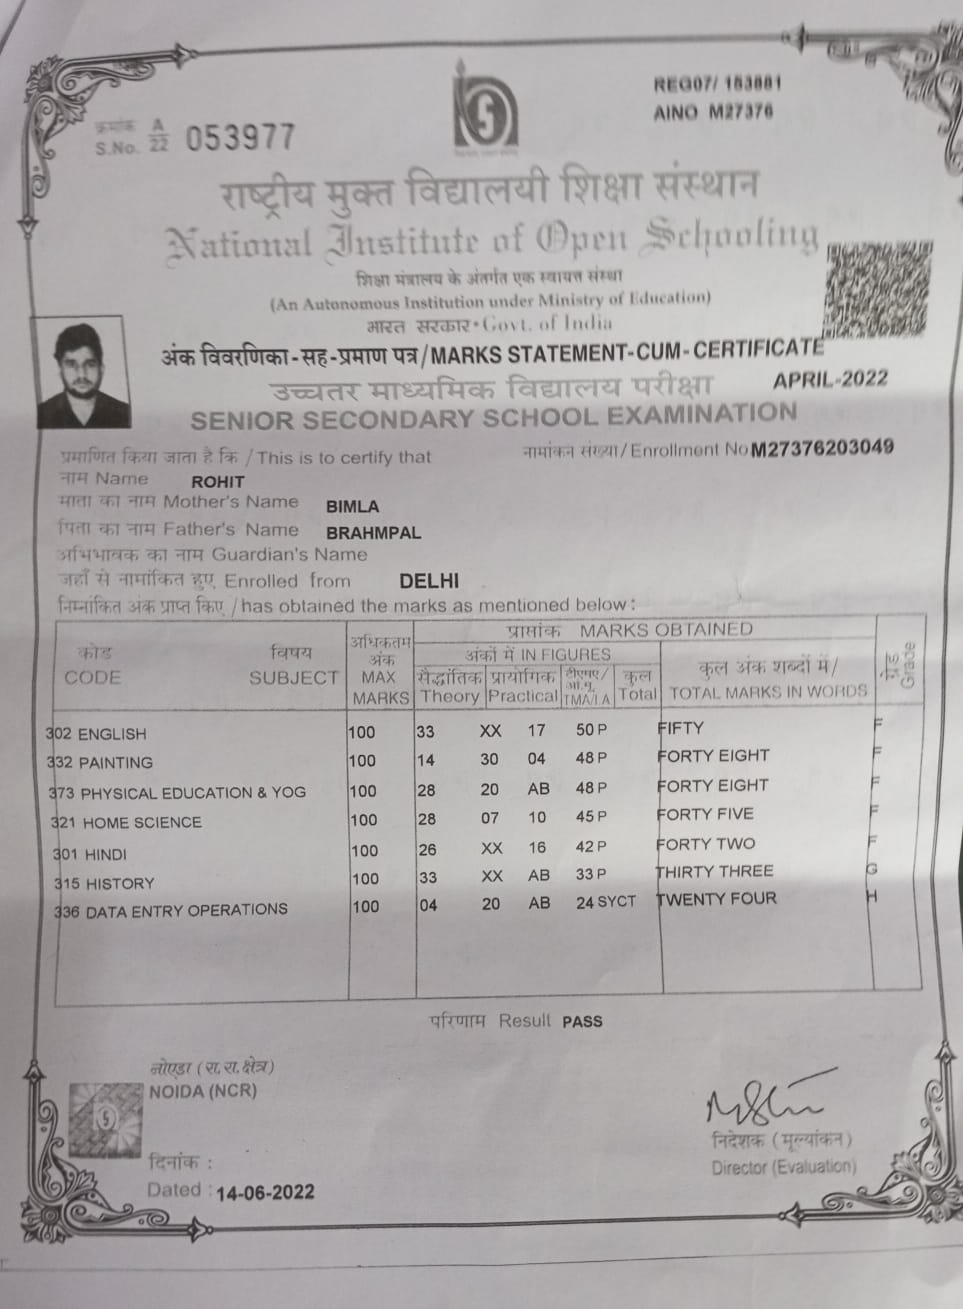 REG07/ 183881
AINO M27376
क्रमांक
S.No. A/22 053977
राष्ट्रीय मुक्त विद्यालयी शिक्षा संस्थान
National Institute of Open Schooling
शिक्षा मंत्रालय के अंतर्गत एक स्वायत्त संस्था
(An Autonomous Institution under Ministry of Education)
भारत सरकार • Govt. of India
अंक विवरणिका - सह - प्रमाण पत्र / MARKS STATEMENT-CUM-CERTIFICATE
उच्चतर माध्यमिक विद्यालय परीक्षा APRIL-2022
SENIOR SECONDARY SCHOOL EXAMINATION
प्रमाणित किया जाता है कि / This is to certify that नामांकन संख्या / Enrollment No M27376203049
नाम Name ROHIT
माता का नाम Mother's Name BIMLA
पिता का नाम Father's Name BRAHMPAL
अभिभावक का नाम Guardian's Name
जहाँ से नामांकित हुए Enrolled from DELHI
निम्नांकित अंक प्राप्त किए / has obtained the marks as mentioned below :
कोड CODE विषय SUBJECT अधिकतम अंक MAX MARKS प्राप्तांक MARKS OBTAINED
अंकों में IN FIGURES कुल अंक शब्दों में / TOTAL MARKS IN WORDS ग्रेड Grade
सैद्धांतिक Theory प्रायोगिक Practical टीएमए/आं.मू. TMA/I.A कुल Total
302 ENGLISH 100 33 XX 17 50 P FIFTY F
332 PAINTING 100 14 30 04 48 P FORTY EIGHT F
373 PHYSICAL EDUCATION & YOG 100 28 20 AB 48 P FORTY EIGHT F
321 HOME SCIENCE 100 28 07 10 45 P FORTY FIVE F
301 HINDI 100 26 XX 16 42 P FORTY TWO F
315 HISTORY 100 33 XX AB 33 P THIRTY THREE G
336 DATA ENTRY OPERATIONS 100 04 20 AB 24 SYCT TWENTY FOUR H
परिणाम Result PASS
नोएडा (रा. रा. क्षेत्र)
NOIDA (NCR)
निदेशक (मूल्यांकन)
Director (Evaluation)
दिनांक :
Dated : 14-06-2022